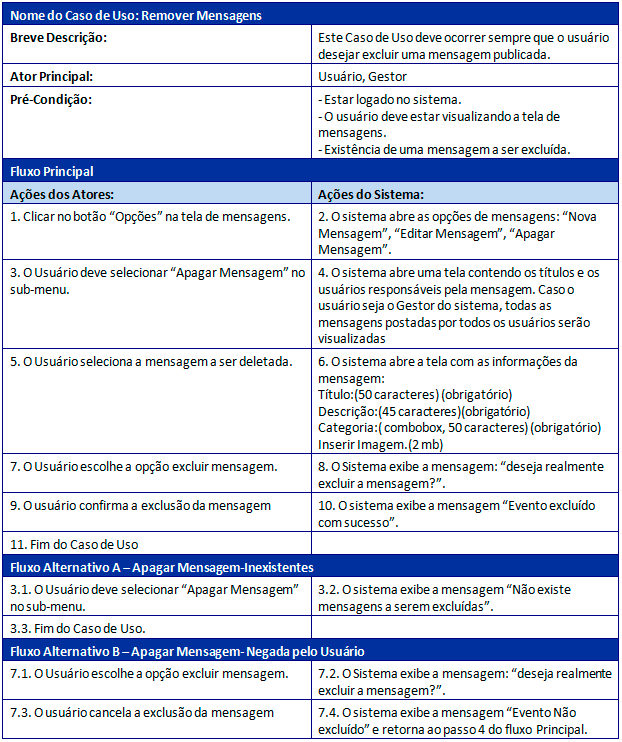 Nome do Caso de Uso: Remover Mensagens
Breve Descrição:
Este Caso de Uso deve ocorrer sempre que o usuário
desejar excluir uma mensagem publicada.
Ator Principal:
Usuário, Gestor
Pré-Condição:
- Estar logado no sistema.
- O usuário deve estar visualizando a tela de
mensagens.
- Existência de uma mensagem a ser excluída.
Fluxo Principal
Ações dos Atores:
Ações do Sistema:
1. Clicar no botão “Opções” na tela de mensagens.
2. O sistema abre as opções de mensagens: “Nova
Mensagem”, “Editar Mensagem”, “Apagar
Mensagem”.
3. O Usuário deve selecionar “Apagar Mensagem” no
sub-menu.
4. O sistema abre uma tela contendo os títulos e os
usuários responsáveis pela mensagem. Caso o
usuário seja o Gestor do sistema, todas as
mensagens postadas por todos os usuários serão
visualizadas
5. O Usuário seleciona a mensagem a ser deletada.
6. O sistema abre a tela com as informações da
mensagem:
Título:(50 caracteres) (obrigatório)
Descrição:(45 caracteres)(obrigatório)
Categoria:( combobox, 50 caracteres) (obrigatório)
Inserir Imagem.(2 mb)
7. O Usuário escolhe a opção excluir mensagem.
8. O Sistema exibe a mensagem: “deseja realmente
excluir a mensagem?”.
9. O usuário confirma a exclusão da mensagem
10. O sistema exibe a mensagem “Evento excluído
com sucesso”.
11. Fim do Caso de Uso
Fluxo Alternativo A – Apagar Mensagem-Inexistentes
3.1. O Usuário deve selecionar “Apagar Mensagem”
no sub-menu.
3.2. O sistema exibe a mensagem “Não existe
mensagens a serem excluídas”.
3.3. Fim do Caso de Uso.
Fluxo Alternativo B – Apagar Mensagem- Negada pelo Usuário
7.1. O Usuário escolhe a opção excluir mensagem.
7.2. O Sistema exibe a mensagem: “deseja realmente
excluir a mensagem?”.
7.3. O usuário cancela a exclusão da mensagem
7.4. O sistema exibe a mensagem “Evento Não
excluído” e retorna ao passo 4 do fluxo Principal.